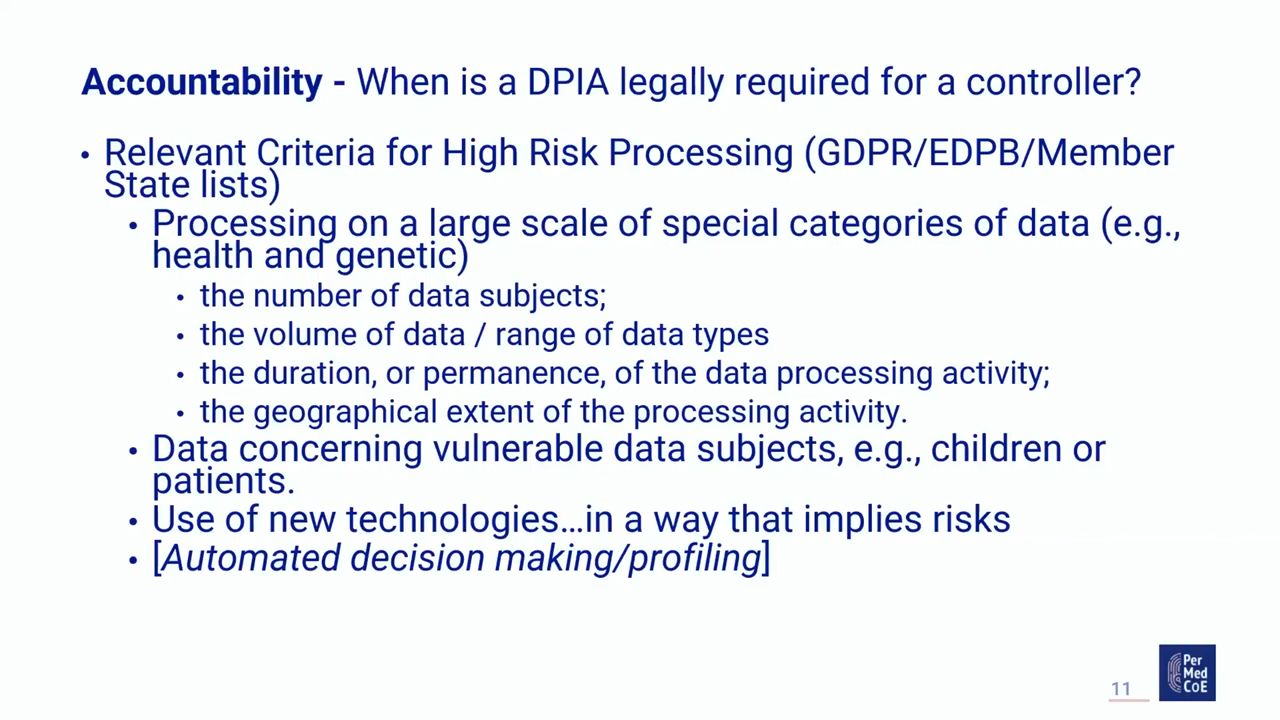 Accountability - When is a DPIA legally required for a controller?
• Relevant Criteria for High Risk Processing (GDPR/EDPB/Member
State lists)
• Processing on a large scale of special categories of data (e.g.,
health and genetic)
• the number of data subjects;
• the volume of data / range of data types
• the duration, or permanence, of the data processing activity;
• the geographical extent of the processing activity.
• Data concerning vulnerable data subjects, e.g., children or
patients.
• Use of new technologies…in a way that implies risks
• [Automated decision making/profiling]
11
Per
Med
CoE